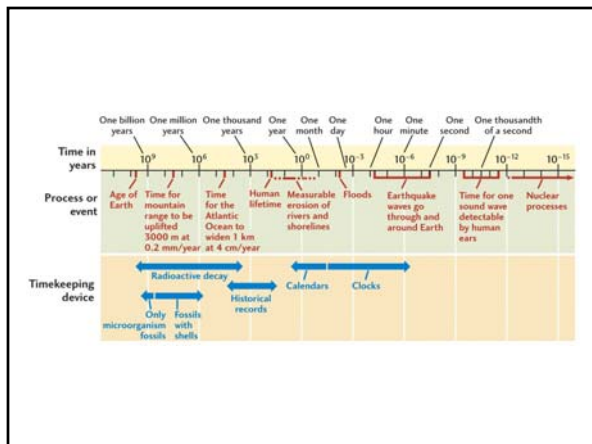 One billion
years
One million
years
One thousand
years
One
year
One
month
One
day
One
hour
One
minute
One
second
One thousandth
of a second
Time in
years
10⁹
10⁶
10³
10⁰
10⁻³
10⁻⁶
10⁻⁹
10⁻¹²
10⁻¹⁵
Process or
event
Age of
Earth
Time for
mountain
range to be
uplifted
3000 m at
0.2 mm/year
Time
for the
Atlantic
Ocean to
widen 1 km
at 4 cm/year
Human
lifetime
Measurable
erosion of
rivers and
shorelines
Floods
Earthquake
waves go
through and
around Earth
Time for one
sound wave
detectable
by human
ears
Nuclear
processes
Timekeeping
device
Radioactive decay
Only
microorganism
fossils
Fossils
with
shells
Historical
records
Calendars
Clocks